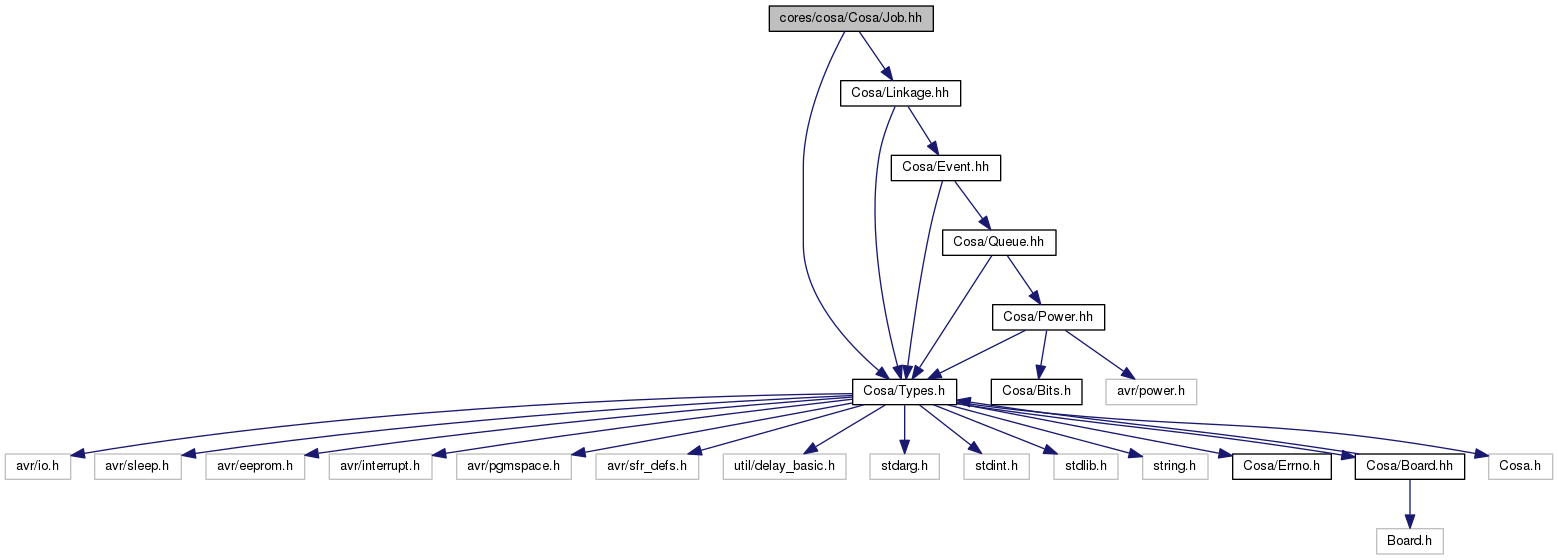 cores/cosa/Cosa/Job.hh
Cosa/Linkage.hh
Cosa/Event.hh
Cosa/Queue.hh
Cosa/Power.hh
Cosa/Types.h
Cosa/Bits.h
avr/power.h
avr/io.h
avr/sleep.h
avr/eeprom.h
avr/interrupt.h
avr/pgmspace.h
avr/sfr_defs.h
util/delay_basic.h
stdarg.h
stdint.h
stdlib.h
string.h
Cosa/Errno.h
Cosa/Board.hh
Cosa.h
Board.h